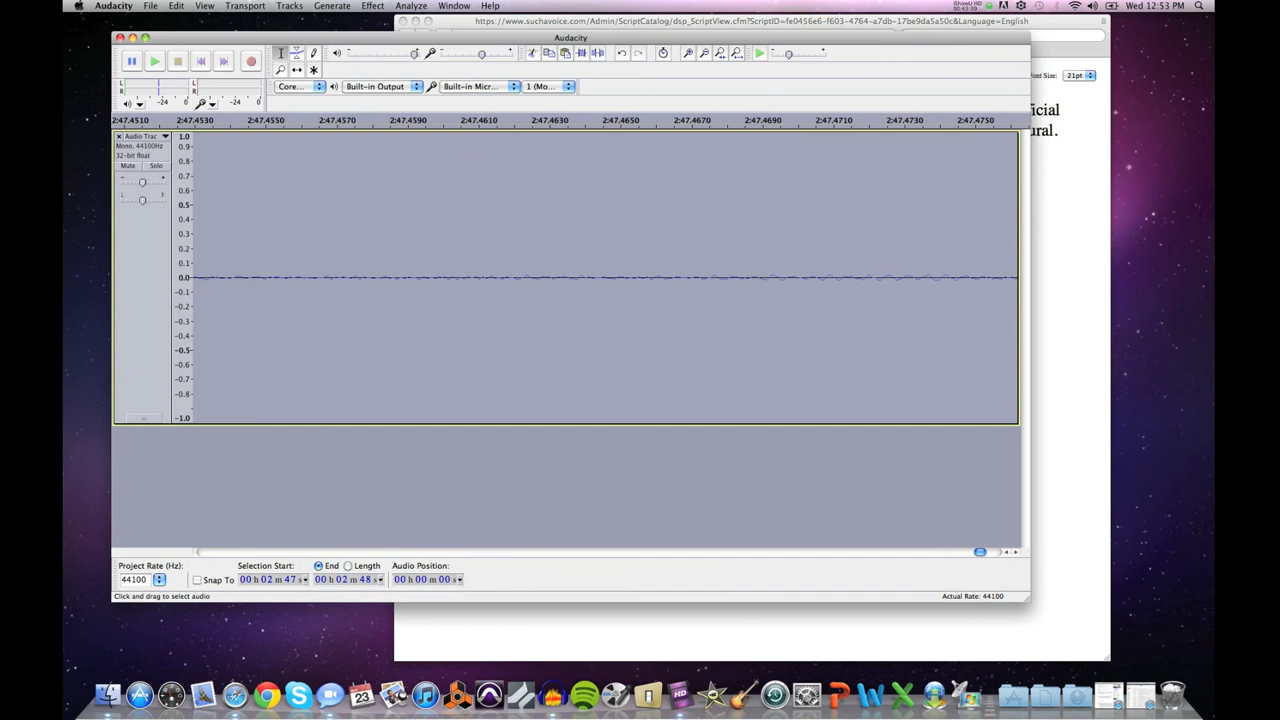 Audacity File Edit View Transport Tracks Generate Effect Analyze Window Help
Wed 12:53 PM
https://www.suchavoice.com/Admin/ScriptCatalog/dsp_ScriptView.cfm?ScriptID=fe0456e6-f603-4764-a7db-17be9da5a50c&Language=English
Audacity
Font Size: 21pt
L
R
-24 0
L
R
-24 0
Core... Built-in Output Built-in Micr... 1 (Mo...
ficial
ural.
2:47.4510 2:47.4530 2:47.4550 2:47.4570 2:47.4590 2:47.4610 2:47.4630 2:47.4650 2:47.4670 2:47.4690 2:47.4710 2:47.4730 2:47.4750
Audio Trac
Mono, 44100Hz
32-bit float
Mute Solo
- +
L R
1.0
0.9
0.8
0.7
0.6
0.5
0.4
0.3
0.2
0.1
0.0
-0.1
-0.2
-0.3
-0.4
-0.5
-0.6
-0.7
-0.8
-1.0
Project Rate (Hz): Selection Start: End Length Audio Position:
44100 Snap To 00 h 02 m 47 s 00 h 02 m 48 s 00 h 00 m 00 s
Click and drag to select audio Actual Rate: 44100
23
HD